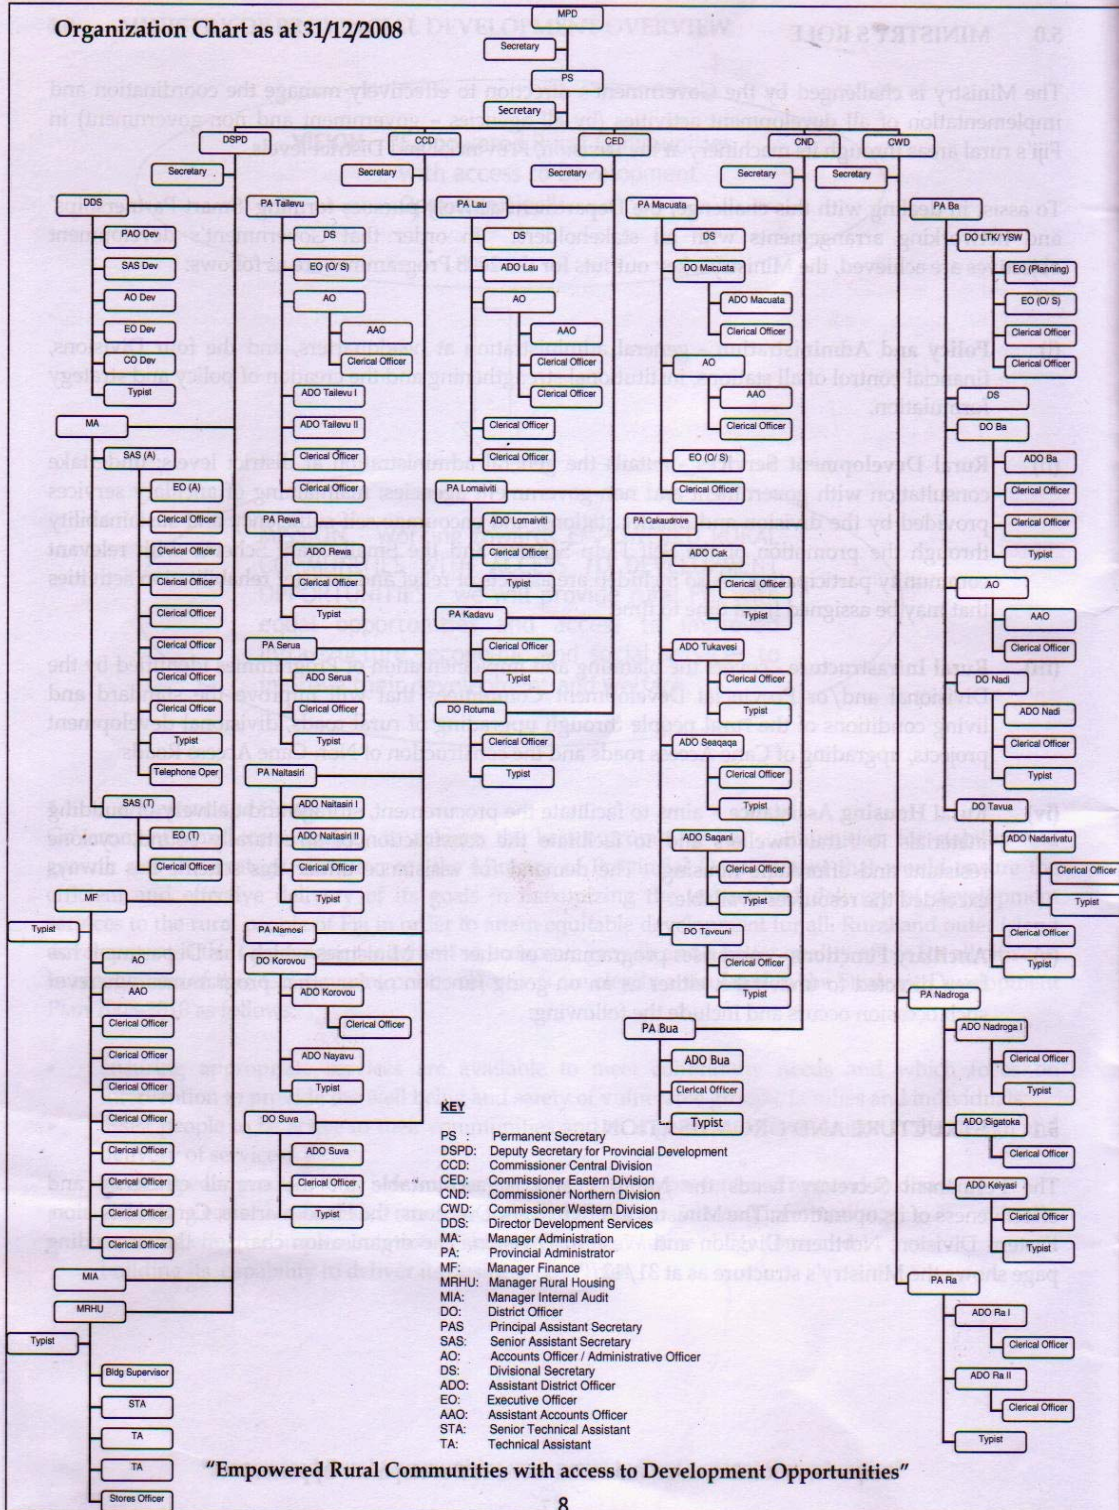 Organization Chart as at 31/12/2008
MPD
Secretary
PS
Secretary
DSPD
CCD
CED
CND
CWD
Secretary
Secretary
Secretary
Secretary
Secretary
DDS
PAO Dev
SAS Dev
AO Dev
EO Dev
CO Dev
Typist
MA
SAS (A)
EO (A)
Clerical Officer
Clerical Officer
Clerical Officer
Clerical Officer
Clerical Officer
Clerical Officer
Clerical Officer
Typist
Telephone Oper
SAS (T)
EO (T)
Clerical Officer
MF
Typist
AO
AAO
Clerical Officer
Clerical Officer
Clerical Officer
Clerical Officer
Clerical Officer
Clerical Officer
Clerical Officer
Clerical Officer
MIA
MRHU
Typist
Bldg Supervisor
STA
TA
TA
Stores Officer
PA Tailevu
DS
EO (O/ S)
AO
AAO
Clerical Officer
ADO Tailevu I
ADO Tailevu II
Clerical Officer
Clerical Officer
PA Rewa
ADO Rewa
Clerical Officer
Typist
PA Serua
ADO Serua
Clerical Officer
Typist
PA Naitasiri
ADO Naitasiri I
ADO Naitasiri II
Clerical Officer
Typist
PA Namosi
DO Korovou
ADO Korovou
Clerical Officer
ADO Nayavu
Typist
DO Suva
ADO Suva
Clerical Officer
Typist
PA Lau
DS
ADO Lau
AO
AAO
Clerical Officer
Clerical Officer
Clerical Officer
Clerical Officer
PA Lomaiviti
ADO Lomaiviti
Clerical Officer
Typist
PA Kadavu
Clerical Officer
Typist
DO Rotuma
Clerical Officer
Typist
PA Macuata
DS
DO Macuata
ADO Macuata
Clerical Officer
AO
AAO
Clerical Officer
EO (O/ S)
Clerical Officer
PA Cakaudrove
ADO Cak
Clerical Officer
Typist
ADO Tukavesi
Clerical Officer
Typist
ADO Seaqaqa
Clerical Officer
Typist
ADO Saqani
Clerical Officer
Typist
DO Tavouni
Clerical Officer
Typist
PA Bua
ADO Bua
Clerical Officer
Typist
PA Ba
DO LTK/ YSW
EO (Planning)
EO (O/ S)
Clerical Officer
Clerical Officer
DS
DO Ba
ADO Ba
Clerical Officer
Clerical Officer
Typist
AO
AAO
Clerical Officer
DO Nadi
ADO Nadi
Clerical Officer
Typist
DO Tavua
ADO Nadarivatu
Clerical Officer
Typist
Clerical Officer
Typist
PA Nadroga
ADO Nadroga I
Clerical Officer
Typist
ADO Sigatoka
Clerical Officer
ADO Keiyasi
Clerical Officer
Typist
PA Ra
ADO Ra I
Clerical Officer
ADO Ra II
Clerical Officer
Typist
KEY
PS : Permanent Secretary
DSPD: Deputy Secretary for Provincial Development
CCD: Commissioner Central Division
CED: Commissioner Eastern Division
CND: Commissioner Northern Division
CWD: Commissioner Western Division
DDS: Director Development Services
MA: Manager Administration
PA: Provincial Administrator
MF: Manager Finance
MRHU: Manager Rural Housing
MIA: Manager Internal Audit
DO: District Officer
PAS Principal Assistant Secretary
SAS: Senior Assistant Secretary
AO: Accounts Officer / Administrative Officer
DS: Divisional Secretary
ADO: Assistant District Officer
EO: Executive Officer
AAO: Assistant Accounts Officer
STA: Senior Technical Assistant
TA: Technical Assistant
"Empowered Rural Communities with access to Development Opportunities"
8